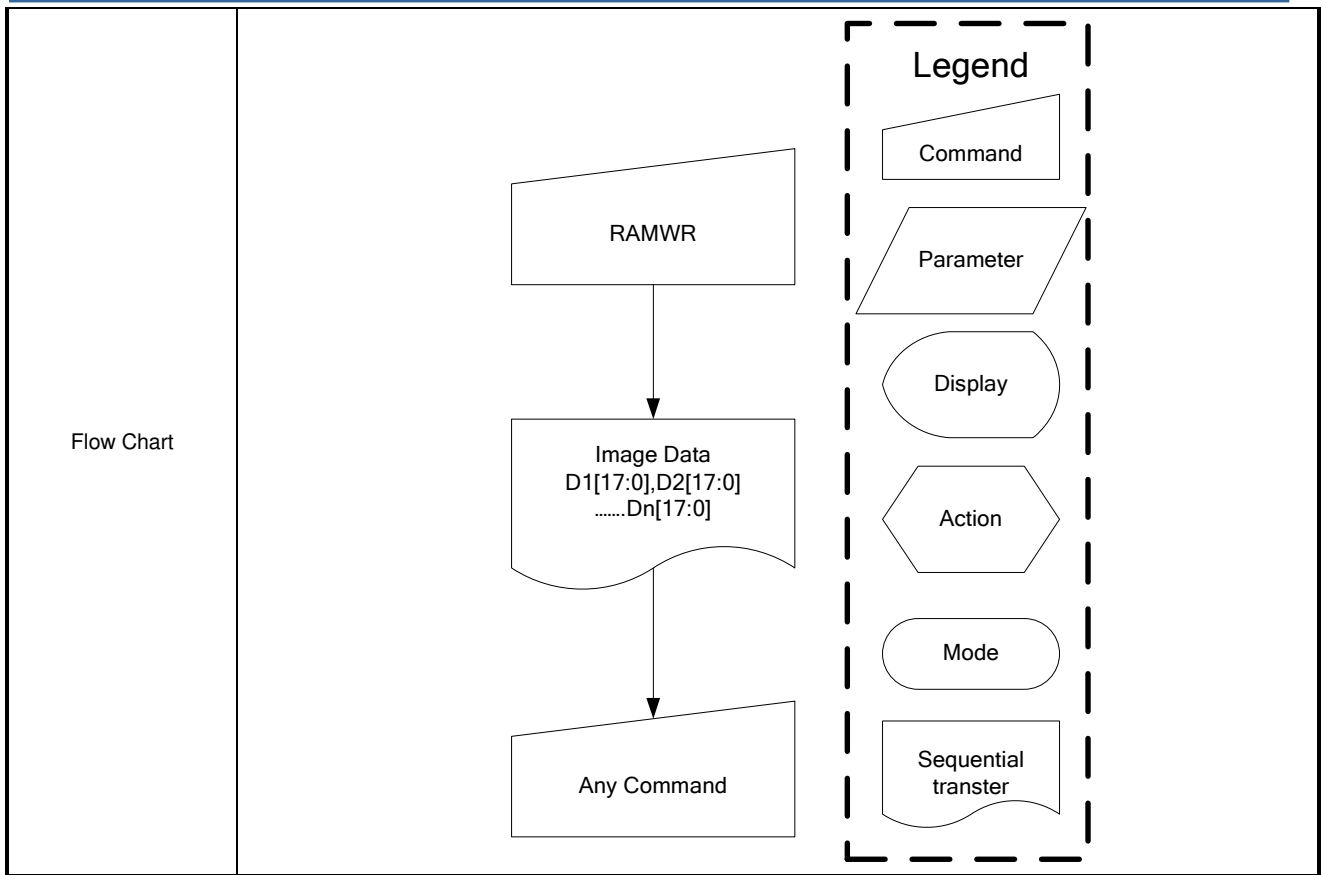 Flow Chart
RAMWR
Image Data
D1[17:0],D2[17:0]
.......Dn[17:0]
Any Command
Legend
Command
Parameter
Display
Action
Mode
Sequential
transter